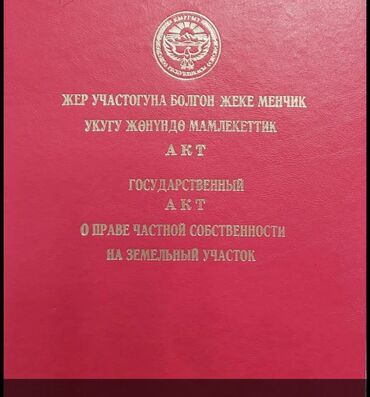 ЖЕР УЧАСТОГУНА БОЛГОН ЖЕКЕ МЕНЧИК
УКУГУ ЖӨНҮНДӨ МАМЛЕКЕТТИК
АКТ
ГОСУДАРСТВЕННЫЙ
АКТ
О ПРАВЕ ЧАСТНОЙ СОБСТВЕННОСТИ
НА ЗЕМЕЛЬНЫЙ УЧАСТОК